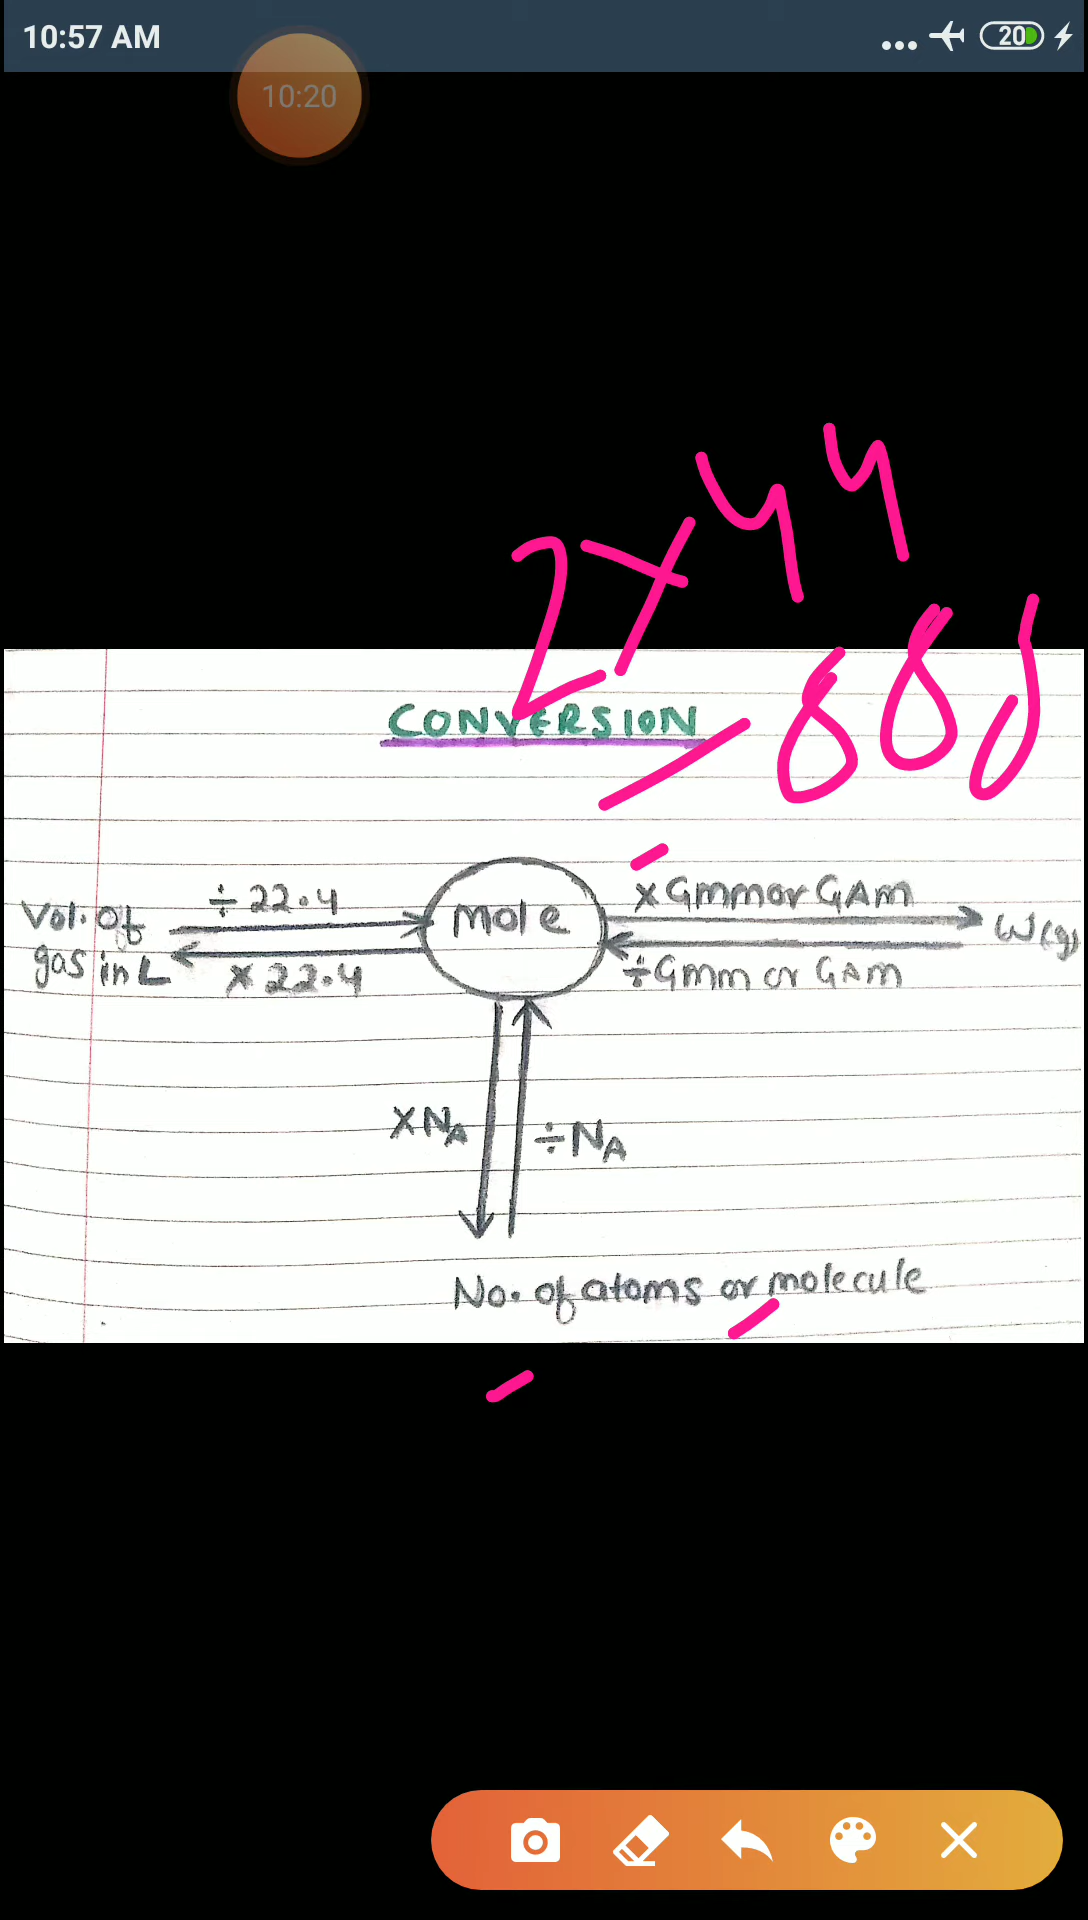 10:57 AM
20
10:20
2×44
88g
CONVERSION
Vol. Of
gas in L
÷ 22.4
× 22.4
mole
× Gmm or GAm
÷ Gmm or GAm
W(g)
× NA
÷ NA
No. of atoms or molecule